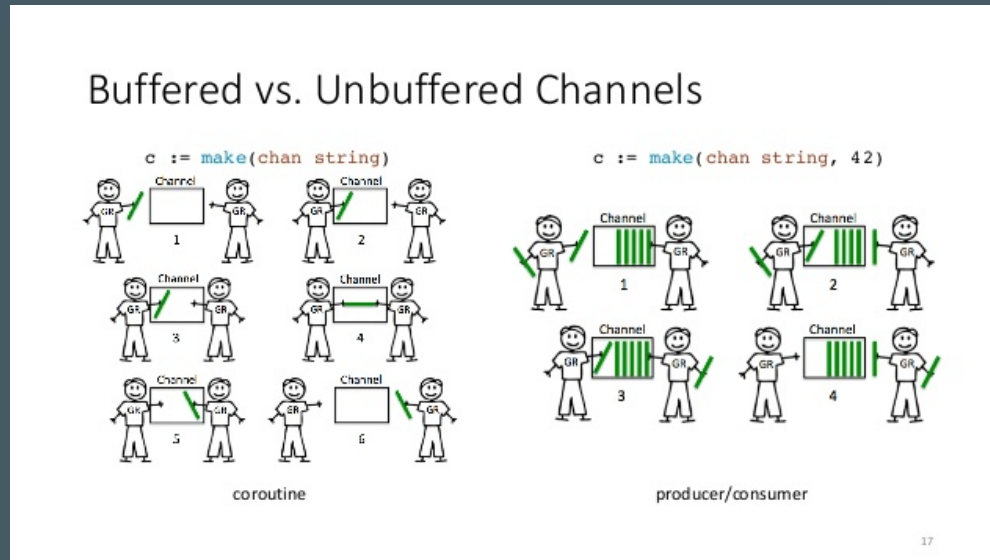 Buffered vs. Unbuffered Channels
c := make(chan string)
Channel
GR
GR
1
Channel
GR
GR
2
Channel
GR
GR
3
Channel
GR
GR
4
Channel
GR
GR
5
Channel
GR
GR
6
coroutine
c := make(chan string, 42)
Channel
GR
GR
1
Channel
GR
GR
2
Channel
GR
GR
3
Channel
GR
GR
4
producer/consumer
17